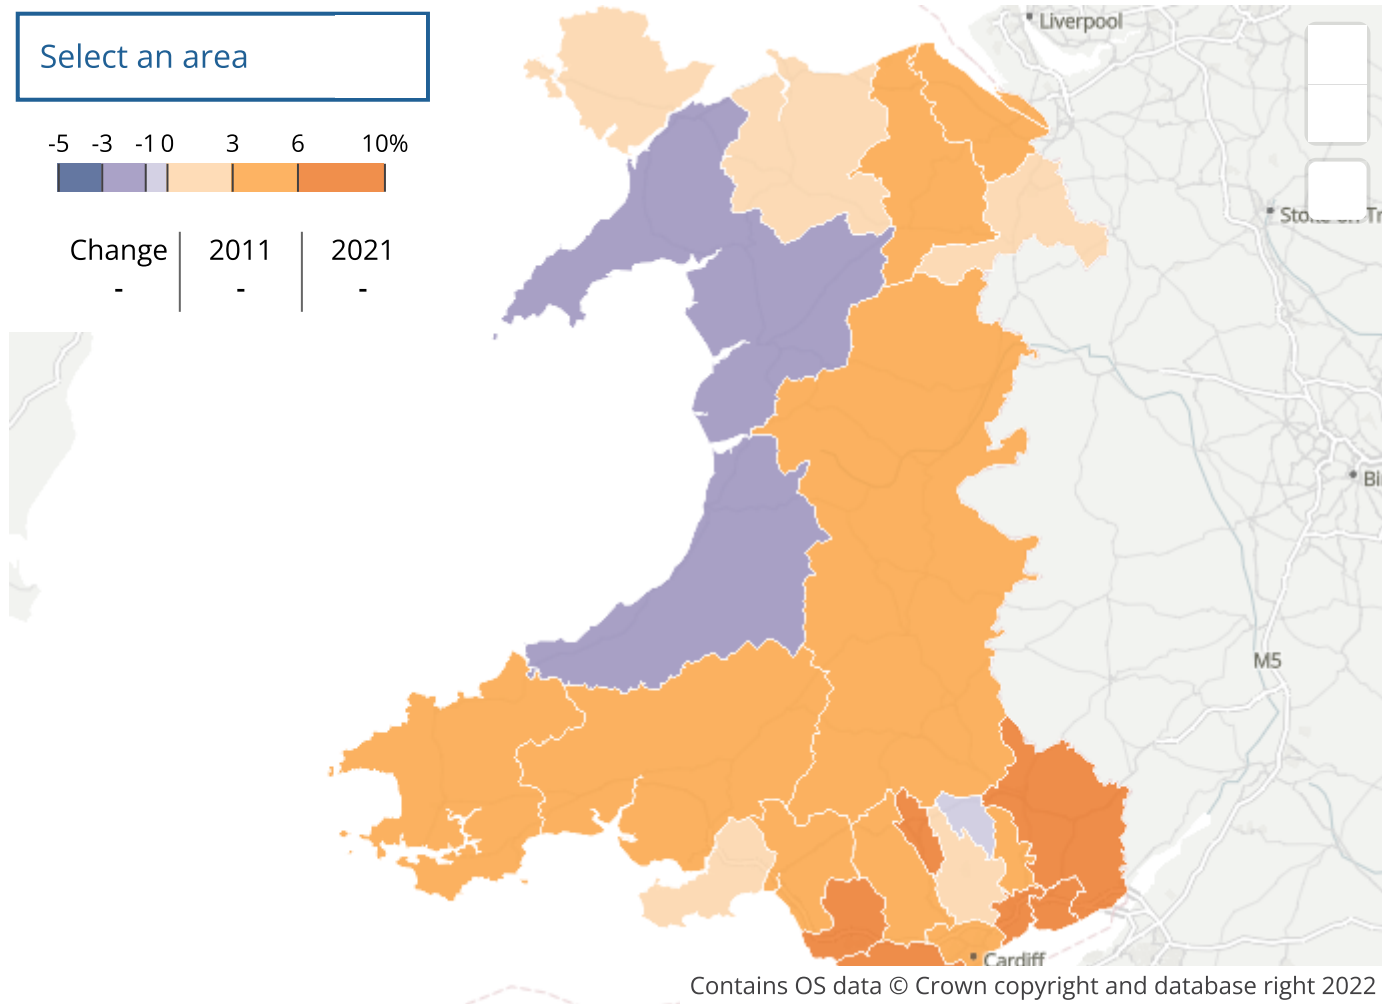 Select an area
-5 -3 -1 0 3 6 10%
Change 2011 2021
- - -
Liverpool
M5
Cardiff
Contains OS data © Crown copyright and database right 2022